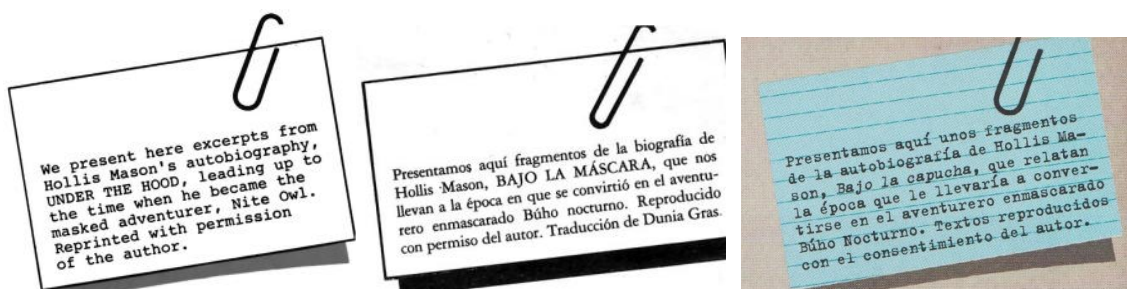 We present here excerpts from
Hollis Mason's autobiography,
UNDER THE HOOD, leading up to
the time when he became the
masked adventurer, Nite Owl.
Reprinted with permission
of the author.
Presentamos aquí fragmentos de la biografía de
Hollis Mason, BAJO LA MÁSCARA, que nos
llevan a la época en que se convirtió en el aventu-
rero enmascarado Búho nocturno. Reproducido
con permiso del autor. Traducción de Dunia Gras.
Presentamos aquí unos fragmentos
de la autobiografía de Hollis Ma-
son, Bajo la capucha, que relatan
la época que le llevaría a conver-
tirse en el aventurero enmascarado
Búho Nocturno. Textos reproducidos
con el consentimiento del autor.